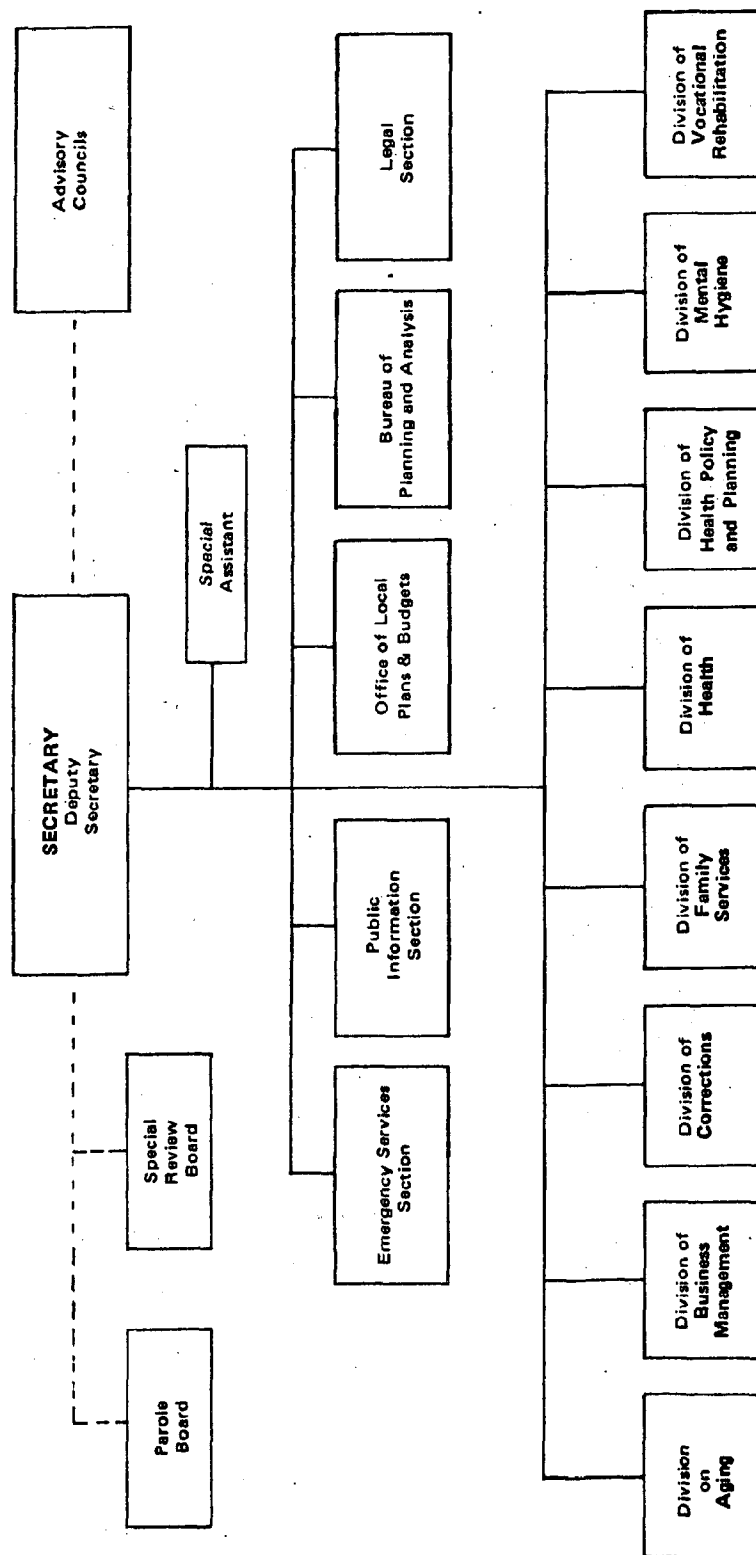 SECRETARY
Deputy
Secretary
Advisory
Councils
Parole
Board
Special
Review
Board
Special
Assistant
Emergency Services
Section
Public
Information
Section
Office of Local
Plans & Budgets
Bureau of
Planning and Analysis
Legal
Section
Division
on
Aging
Division of
Business
Management
Division of
Corrections
Division of
Family
Services
Division of
Health
Division of
Health Policy
and Planning
Division of
Mental
Hygiene
Division of
Vocational
Rehabilitation